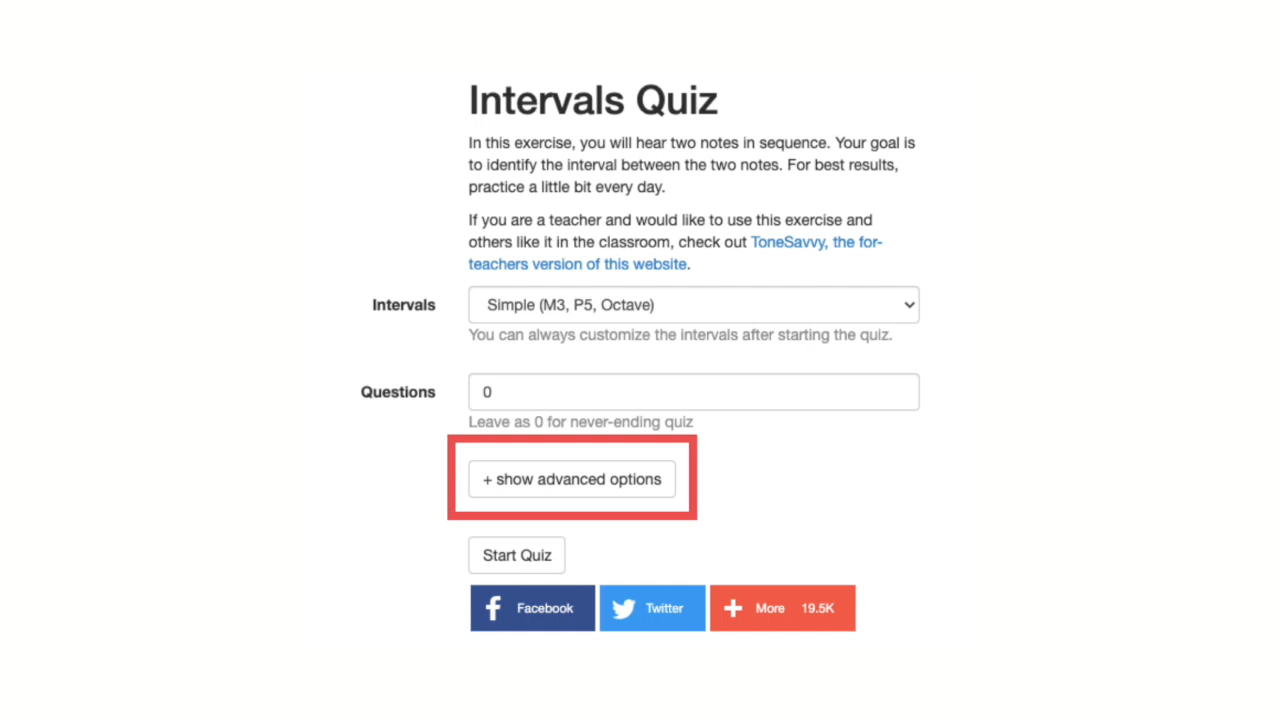 Intervals Quiz
In this exercise, you will hear two notes in sequence. Your goal is
to identify the interval between the two notes. For best results,
practice a little bit every day.
If you are a teacher and would like to use this exercise and
others like it in the classroom, check out ToneSavvy, the for-
teachers version of this website.
Intervals
Simple (M3, P5, Octave)
You can always customize the intervals after starting the quiz.
Questions
0
Leave as 0 for never-ending quiz
+ show advanced options
Start Quiz
Facebook
Twitter
More 19.5K